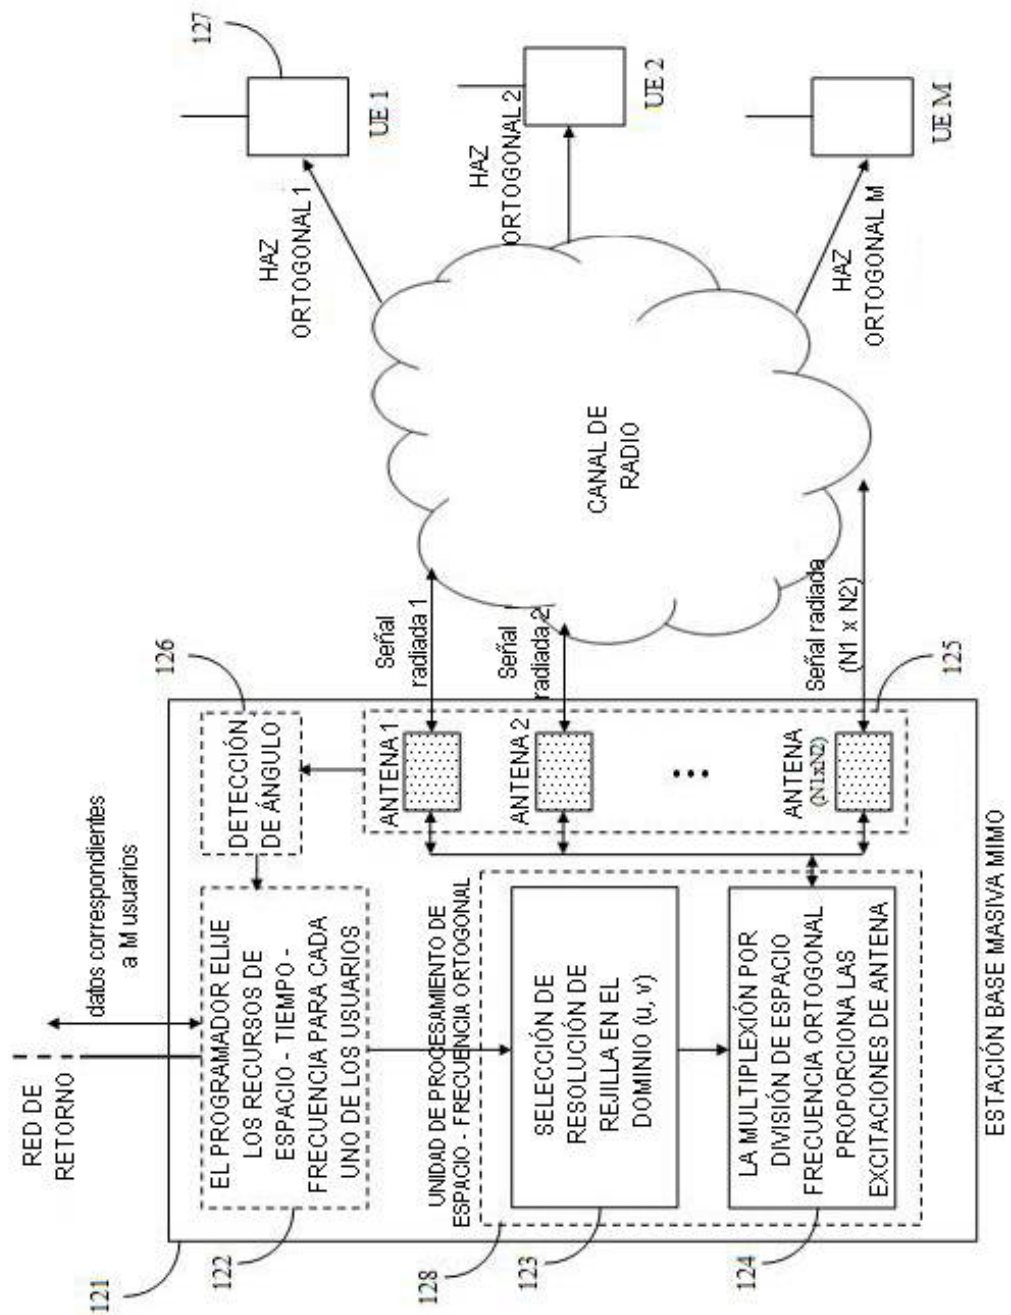 RED DE
RETORNO
datos correspondientes
a M usuarios
121
122
EL PROGRAMADOR ELIJE
LOS RECURSOS DE
ESPACIO - TIEMPO -
FRECUENCIA PARA CADA
UNO DE LOS USUARIOS
126
DETECCIÓN
DE ÁNGULO
UNIDAD DE PROCESAMIENTO DE
ESPACIO - FRECUENCIA ORTOGONAL
128
123
SELECCIÓN DE
RESOLUCIÓN DE
REJILLA EN EL
DOMINIO (u, v)
124
LA MULTIPLEXIÓN POR
DIVISIÓN DE ESPACIO
FRECUENCIA ORTOGONAL
PROPORCIONA LAS
EXCITACIONES DE ANTENA
ANTENA 1
ANTENA 2
ANTENA
(N1xN2)
125
ESTACIÓN BASE MASIVA MIMO
Señal
radiada 1
Señal
radiada 2
Señal radiada
(N1 x N2)
CANAL DE
RADIO
HAZ
ORTOGONAL 1
HAZ
ORTOGONAL 2
HAZ
ORTOGONAL M
127
UE 1
UE 2
UE M